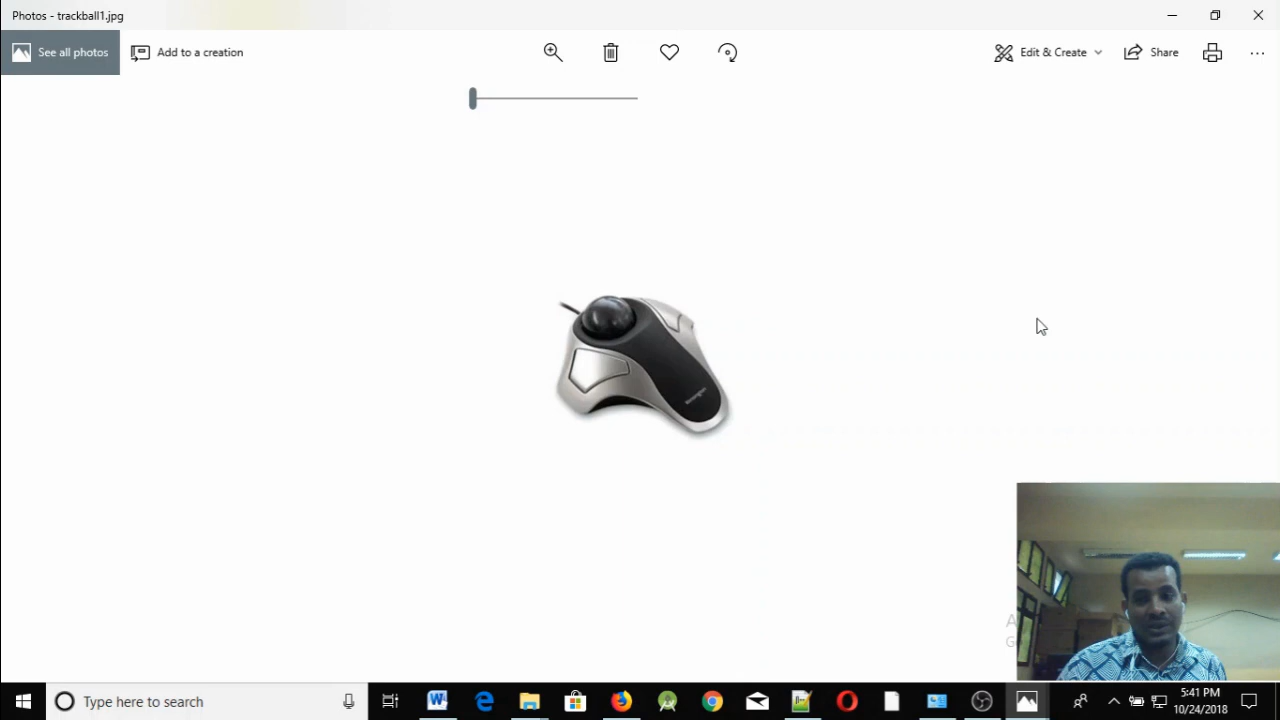 Photos - trackball1.jpg
See all photos
Add to a creation
Edit & Create
Share
Kensington
Type here to search
5:41 PM
10/24/2018